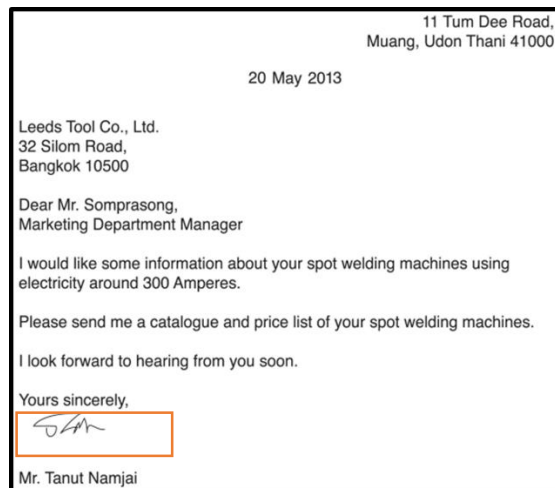 11 Tum Dee Road,
Muang, Udon Thani 41000
20 May 2013
Leeds Tool Co., Ltd.
32 Silom Road,
Bangkok 10500
Dear Mr. Somprasong,
Marketing Department Manager
I would like some information about your spot welding machines using
electricity around 300 Amperes.
Please send me a catalogue and price list of your spot welding machines.
I look forward to hearing from you soon.
Yours sincerely,
Mr. Tanut Namjai